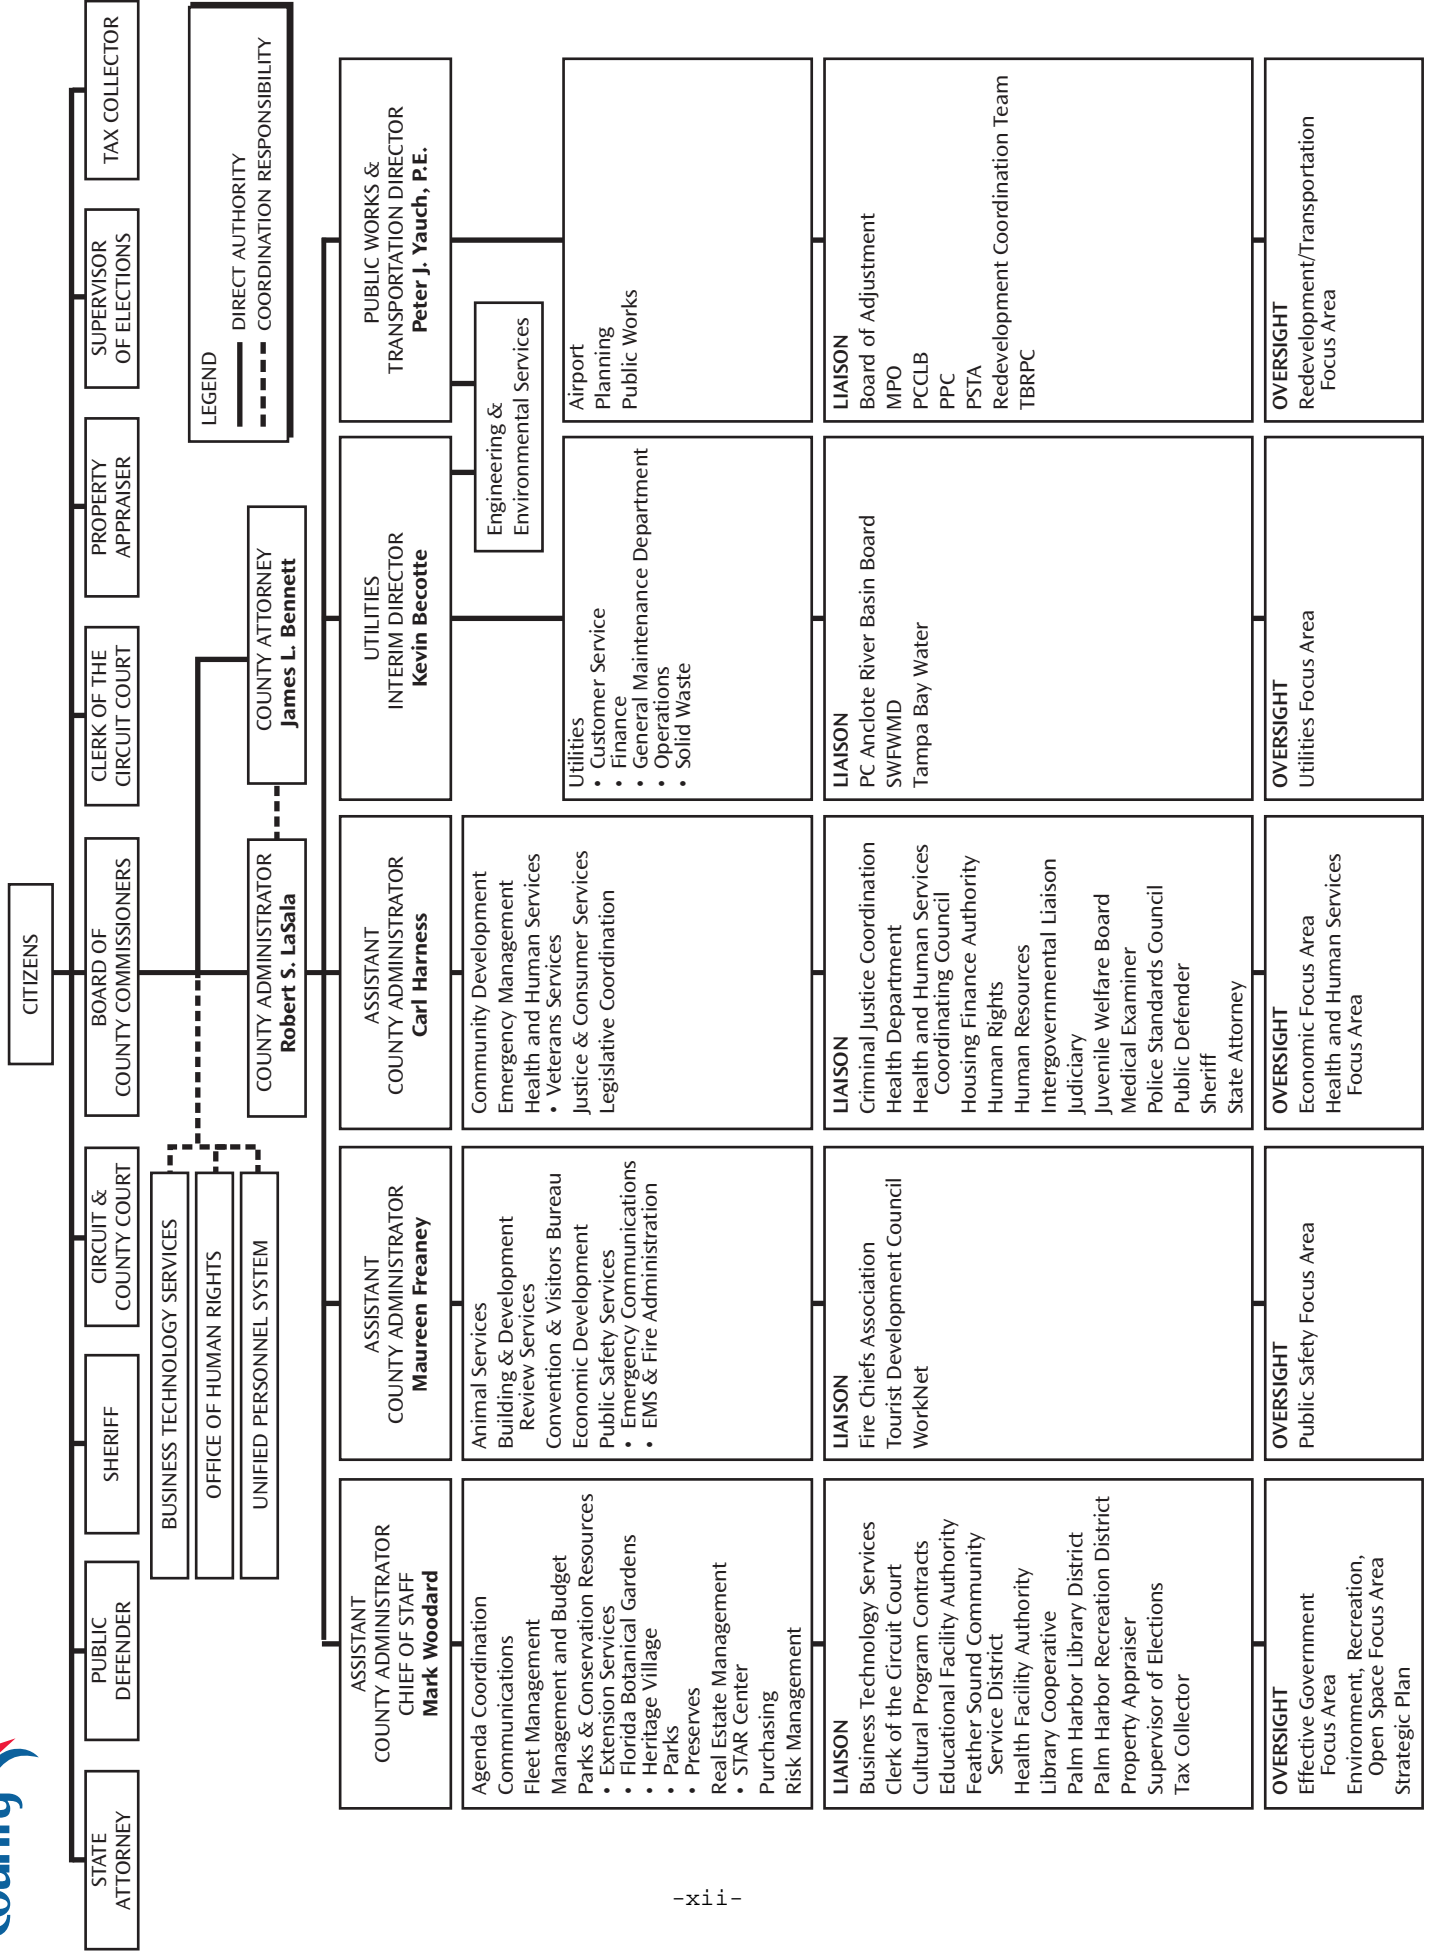 County
CITIZENS
STATE
ATTORNEY
PUBLIC
DEFENDER
SHERIFF
CIRCUIT &
COUNTY COURT
BOARD OF
COUNTY COMMISSIONERS
CLERK OF THE
CIRCUIT COURT
PROPERTY
APPRAISER
SUPERVISOR
OF ELECTIONS
TAX COLLECTOR
BUSINESS TECHNOLOGY SERVICES
OFFICE OF HUMAN RIGHTS
UNIFIED PERSONNEL SYSTEM
LEGEND
DIRECT AUTHORITY
COORDINATION RESPONSIBILITY
COUNTY ADMINISTRATOR
Robert S. LaSala
COUNTY ATTORNEY
James L. Bennett
ASSISTANT
COUNTY ADMINISTRATOR
CHIEF OF STAFF
Mark Woodard
Agenda Coordination
Communications
Fleet Management
Management and Budget
Parks & Conservation Resources
• Extension Services
• Florida Botanical Gardens
• Heritage Village
• Parks
• Preserves
Real Estate Management
• STAR Center
Purchasing
Risk Management
LIAISON
Business Technology Services
Clerk of the Circuit Court
Cultural Program Contracts
Educational Facility Authority
Feather Sound Community
Service District
Health Facility Authority
Library Cooperative
Palm Harbor Library District
Palm Harbor Recreation District
Property Appraiser
Supervisor of Elections
Tax Collector
OVERSIGHT
Effective Government
Focus Area
Environment, Recreation,
Open Space Focus Area
Strategic Plan
ASSISTANT
COUNTY ADMINISTRATOR
Maureen Freaney
Animal Services
Building & Development
Review Services
Convention & Visitors Bureau
Economic Development
Public Safety Services
• Emergency Communications
• EMS & Fire Administration
LIAISON
Fire Chiefs Association
Tourist Development Council
WorkNet
OVERSIGHT
Public Safety Focus Area
ASSISTANT
COUNTY ADMINISTRATOR
Carl Harness
Community Development
Emergency Management
Health and Human Services
• Veterans Services
Justice & Consumer Services
Legislative Coordination
LIAISON
Criminal Justice Coordination
Health Department
Health and Human Services
Coordinating Council
Housing Finance Authority
Human Rights
Human Resources
Intergovernmental Liaison
Judiciary
Juvenile Welfare Board
Medical Examiner
Police Standards Council
Public Defender
Sheriff
State Attorney
OVERSIGHT
Economic Focus Area
Health and Human Services
Focus Area
UTILITIES
INTERIM DIRECTOR
Kevin Becotte
Engineering &
Environmental Services
Utilities
• Customer Service
• Finance
• General Maintenance Department
• Operations
• Solid Waste
LIAISON
PC Anclote River Basin Board
SWFWMD
Tampa Bay Water
OVERSIGHT
Utilities Focus Area
PUBLIC WORKS &
TRANSPORTATION DIRECTOR
Peter J. Yauch, P.E.
Airport
Planning
Public Works
LIAISON
Board of Adjustment
MPO
PCCLB
PPC
PSTA
Redevelopment Coordination Team
TBRPC
OVERSIGHT
Redevelopment/Transportation
Focus Area
-xii-